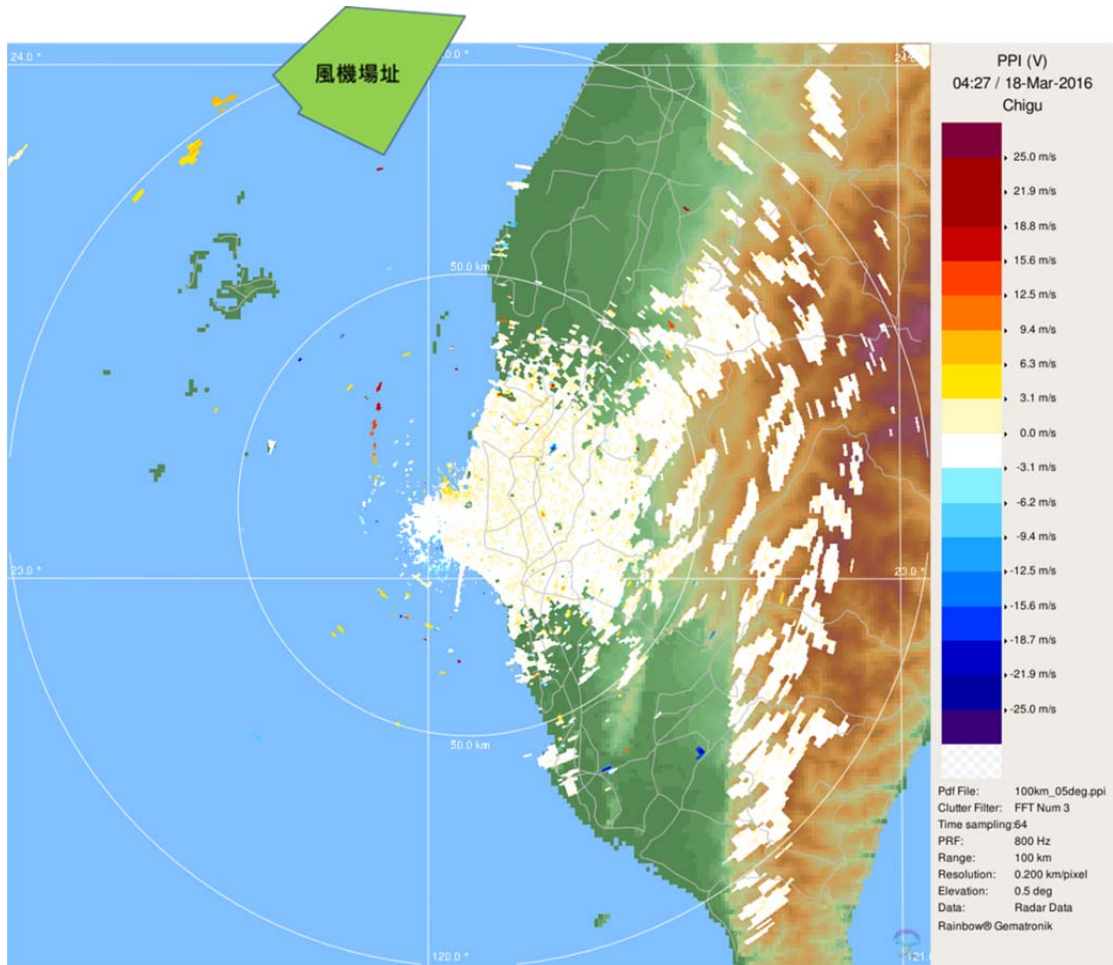 風機場址
24.0 °
0.0 °
24.0
50.0 km
23.0 °
23.0 °
50.0 km
120.0 °
121.0
PPI (V)
04:27 / 18-Mar-2016
Chigu
25.0 m/s
21.9 m/s
18.8 m/s
15.6 m/s
12.5 m/s
9.4 m/s
6.3 m/s
3.1 m/s
0.0 m/s
-3.1 m/s
-6.2 m/s
-9.4 m/s
-12.5 m/s
-15.6 m/s
-18.7 m/s
-21.9 m/s
-25.0 m/s
Pdf File: 100km_05deg.ppi
Clutter Filter: FFT Num 3
Time sampling:64
PRF: 800 Hz
Range: 100 km
Resolution: 0.200 km/pixel
Elevation: 0.5 deg
Data: Radar Data
Rainbow® Gematronik